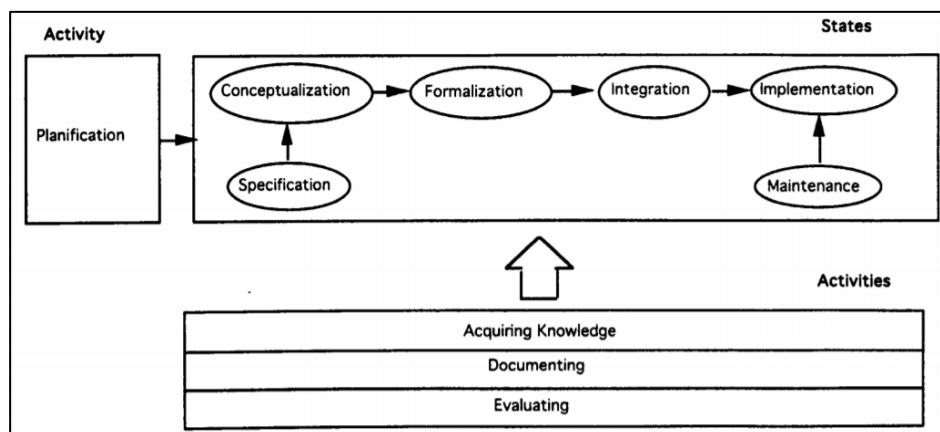 Activity
States
Planification
Conceptualization
Formalization
Integration
Implementation
Specification
Maintenance
Activities
Acquiring Knowledge
Documenting
Evaluating